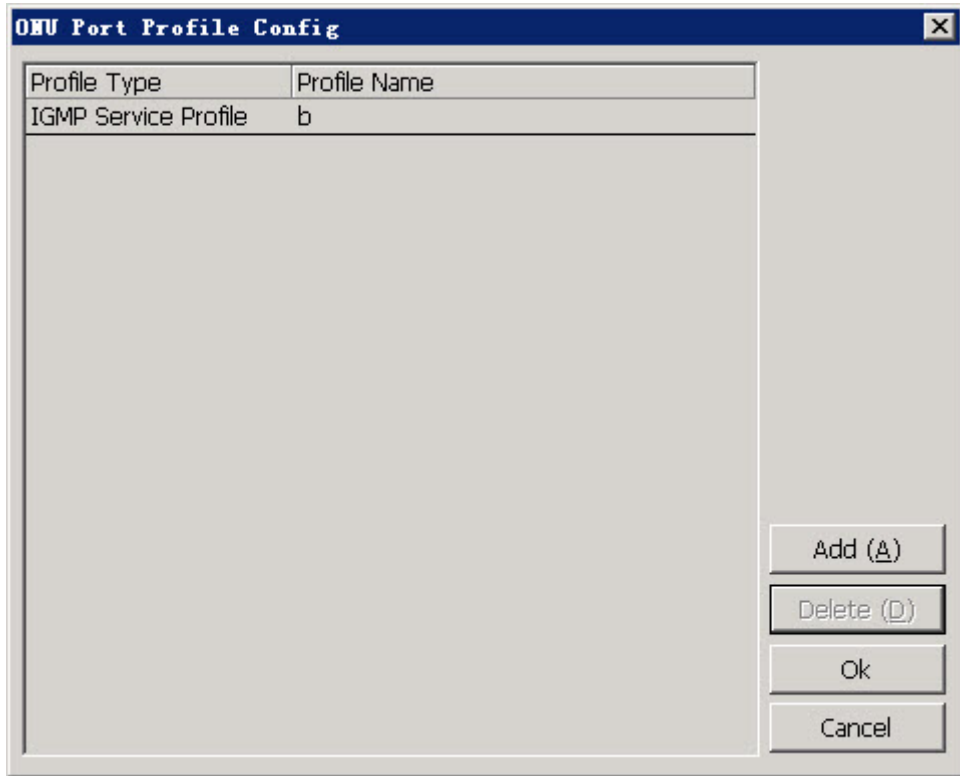 ONU Port Profile Config
Profile Type Profile Name
IGMP Service Profile b
Add (A)
Delete (D)
Ok
Cancel